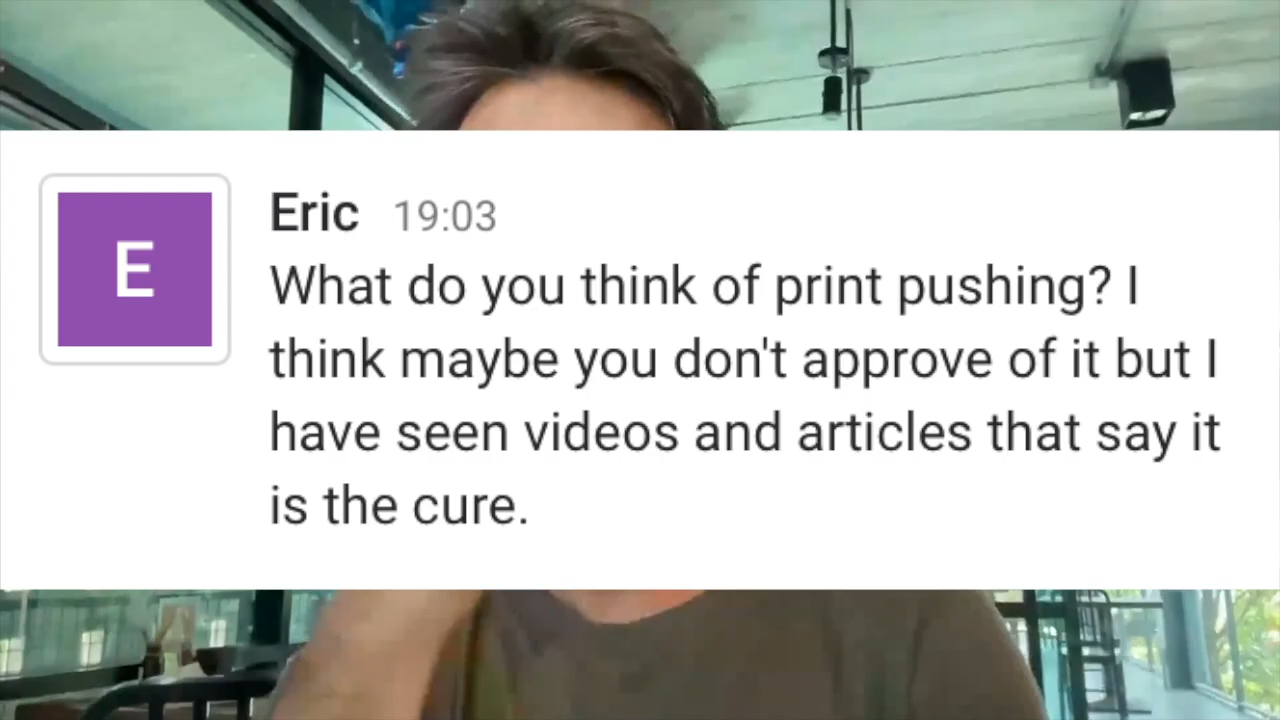 E
Eric 19:03
What do you think of print pushing? I
think maybe you don't approve of it but I
have seen videos and articles that say it
is the cure.